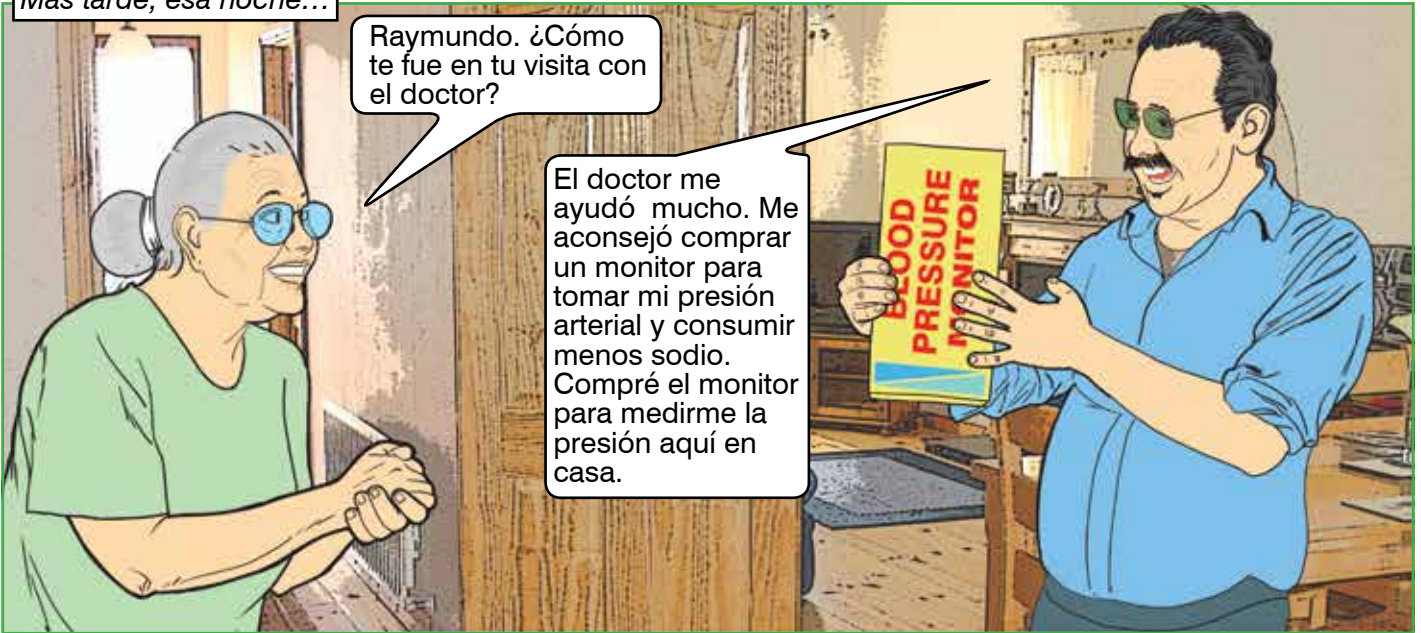 Más tarde, esa noche…
Raymundo. ¿Cómo
te fue en tu visita con
el doctor?
El doctor me
ayudó  mucho. Me
aconsejó comprar
un monitor para
tomar mi presión
arterial y consumir
menos sodio.
Compré el monitor
para medirme la
presión aquí en
casa.
BLOOD
PRESSURE
MONITOR